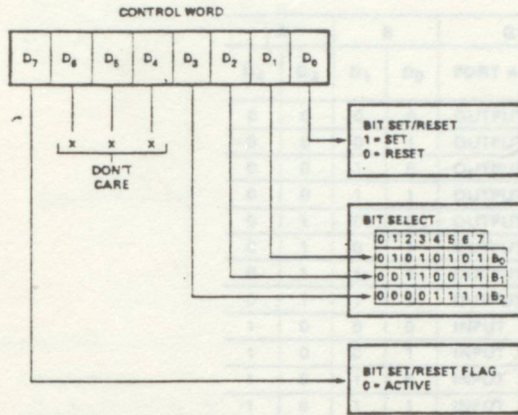 CONTROL WORD
D7 D6 D5 D4 D3 D2 D1 D0
X X X
DON'T
CARE
BIT SET/RESET
1 = SET
0 = RESET
BIT SELECT
0 1 2 3 4 5 6 7
0 1 0 1 0 1 0 1 B0
0 0 1 1 0 0 1 1 B1
0 0 0 0 1 1 1 1 B2
BIT SET/RESET FLAG
0 = ACTIVE